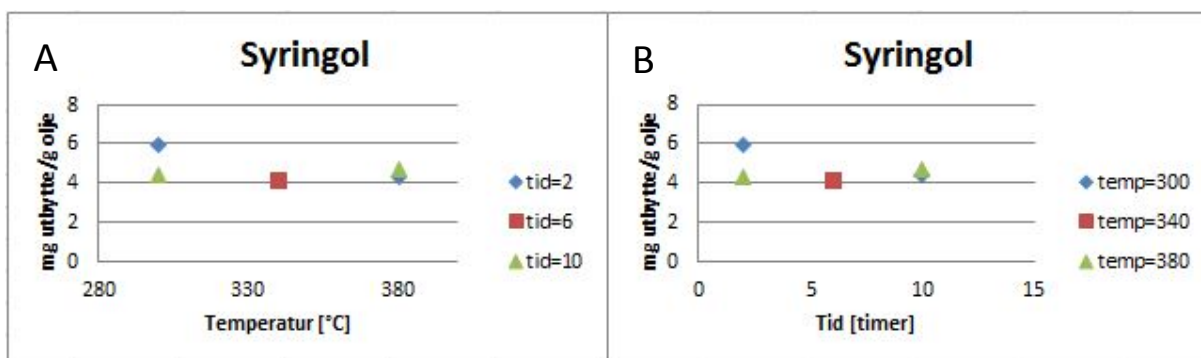 A
Syringol
mg utbytte/g olje
8
6
4
2
0
280
330
380
Temperatur [°C]
tid=2
tid=6
tid=10
B
Syringol
mg utbytte/g olje
8
6
4
2
0
0
5
10
15
Tid [timer]
temp=300
temp=340
temp=380